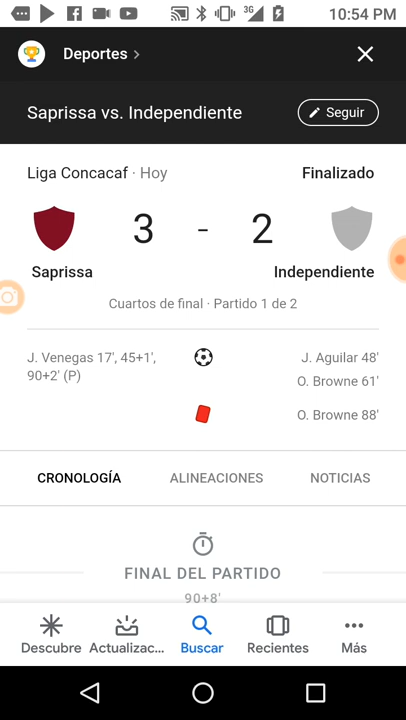 3G 10:54 PM
Deportes
Saprissa vs. Independiente Seguir
Liga Concacaf · Hoy Finalizado
3 - 2
Saprissa Independiente
Cuartos de final · Partido 1 de 2
J. Venegas 17', 45+1', J. Aguilar 48'
90+2' (P) O. Browne 61'
O. Browne 88'
CRONOLOGÍA ALINEACIONES NOTICIAS
FINAL DEL PARTIDO
90+8'
Descubre Actualizac... Buscar Recientes Más